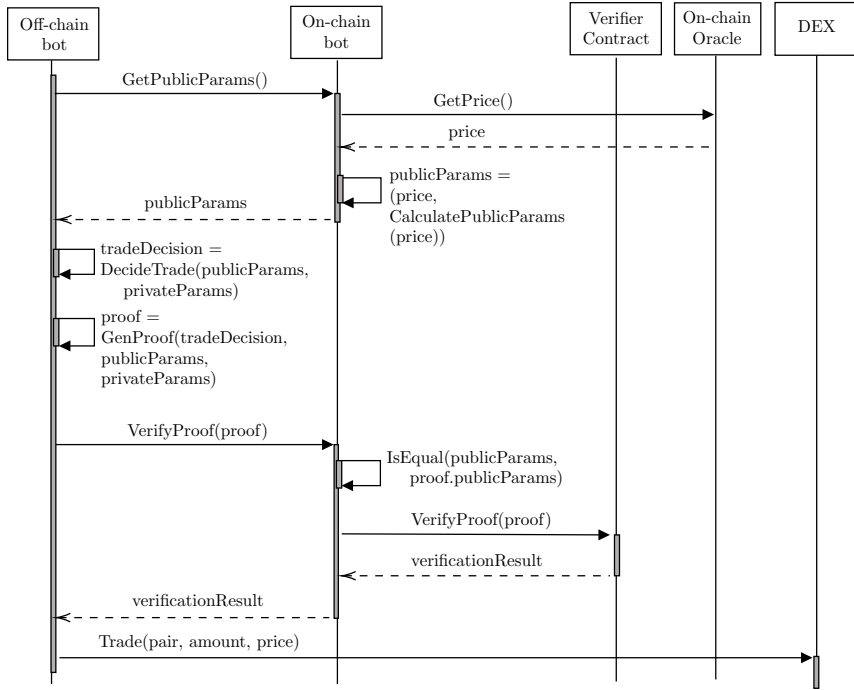 Off-chain
bot
On-chain
bot
Verifier
Contract
On-chain
Oracle
DEX
GetPublicParams()
GetPrice()
price
publicParams =
(price,
CalculatePublicParams
(price))
publicParams
tradeDecision =
DecideTrade(publicParams,
privateParams)
proof =
GenProof(tradeDecision,
publicParams,
privateParams)
VerifyProof(proof)
IsEqual(publicParams,
proof.publicParams)
VerifyProof(proof)
verificationResult
verificationResult
Trade(pair, amount, price)